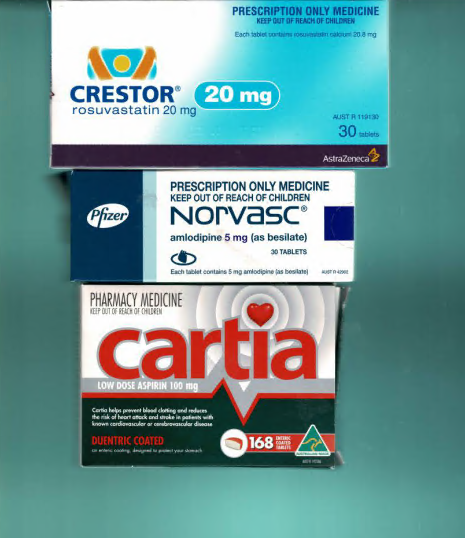 PRESCRIPTION ONLY MEDICINE
KEEP OUT OF REACH OF CHILDREN
Each tablet contains rosuvastatin calcium 20.8 mg
CRESTOR® 20 mg
rosuvastatin 20 mg
AUST R 119130
30 tablets
AstraZeneca
PRESCRIPTION ONLY MEDICINE
KEEP OUT OF REACH OF CHILDREN
Pfizer
NORVASC®
amlodipine 5 mg (as besilate)
30 TABLETS
Each tablet contains 5 mg amlodipine (as besilate)
PHARMACY MEDICINE
KEEP OUT OF REACH OF CHILDREN
cartia
LOW DOSE ASPIRIN 100 mg
Cartia helps prevent blood clotting and reduces
the risk of heart attack and stroke in patients with
known cardiovascular or cerebrovascular disease
DUENTRIC COATED
an enteric coating, designed to protect your stomach
168 ENTERIC
COATED
TABLETS